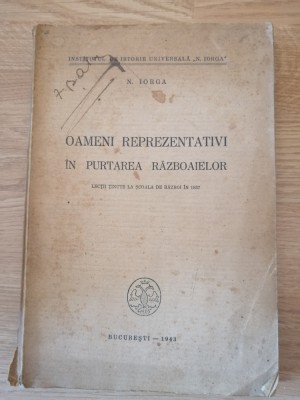 INSTITUTUL DE ISTORIE UNIVERSALĂ „N. IORGA"
N. IORGA
OAMENI REPREZENTATIVI
ÎN PURTAREA RĂZBOAIELOR
LECȚII ȚINUTE LA ȘCOALA DE RĂZBOI ÎN
BUCUREȘTI — 1943